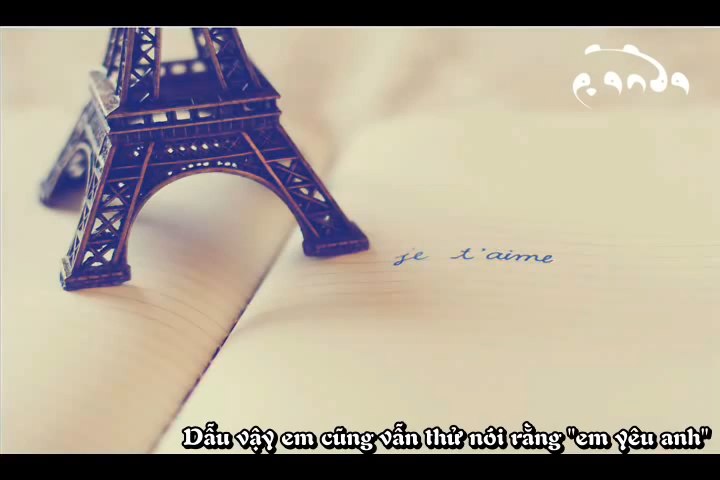 panda
je t'aime
Dẫu vậy em cũng vẫn thử nói rằng "em yêu anh"